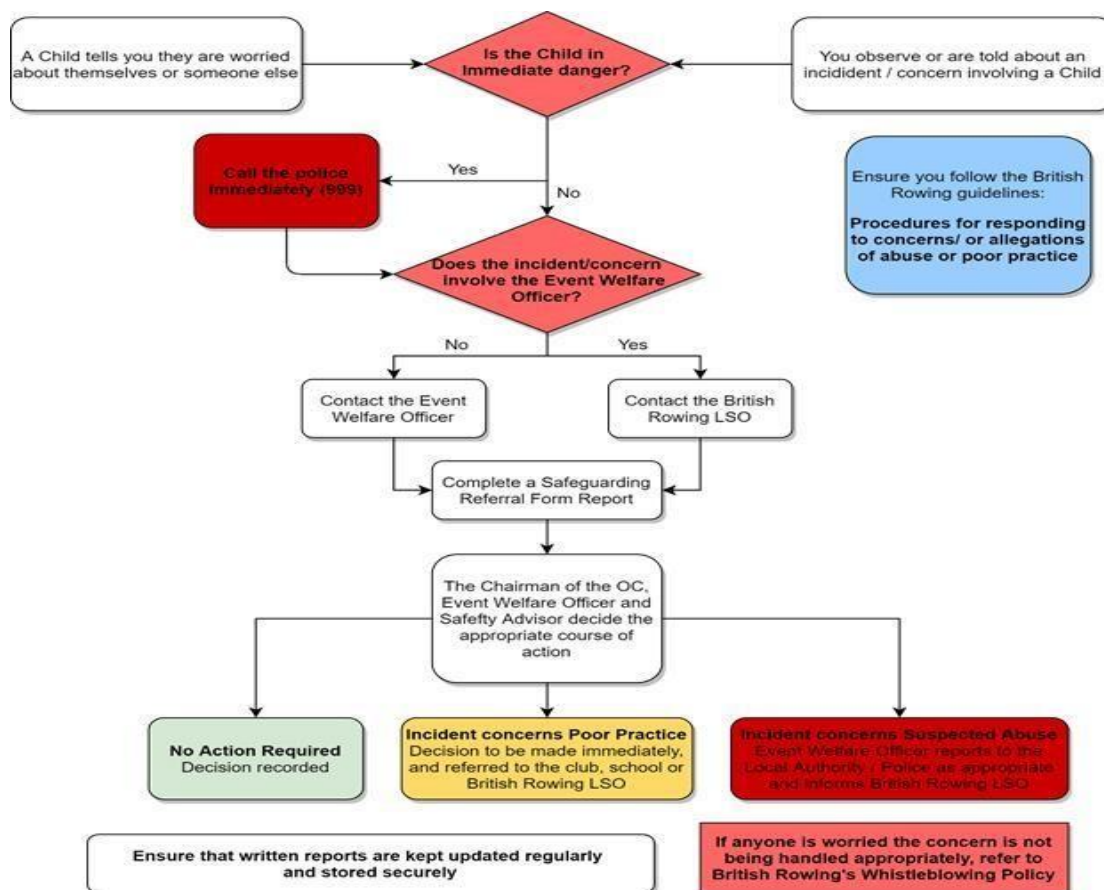 A Child tells you they are worried
about themselves or someone else
Is the Child in
Immediate danger?
You observe or are told about an
incidident / concern involving a Child
Call the police
immediately (999)
Yes
No
Ensure you follow the British
Rowing guidelines:
Procedures for responding
to concerns/ or allegations
of abuse or poor practice
Does the incident/concern
involve the Event Welfare
Officer?
No
Yes
Contact the Event
Welfare Officer
Contact the British
Rowing LSO
Complete a Safeguarding
Referral Form Report
The Chairman of the OC,
Event Welfare Officer and
Safefty Advisor decide the
appropriate course of
action
No Action Required
Decision recorded
Incident concerns Poor Practice
Decision to be made immediately,
and referred to the club, school or
British Rowing LSO
Incident concerns Suspected Abuse
Event Welfare Officer reports to the
Local Authority / Police as appropriate
and informs British Rowing LSO
Ensure that written reports are kept updated regularly
and stored securely
If anyone is worried the concern is not
being handled appropriately, refer to
British Rowing's Whistleblowing Policy